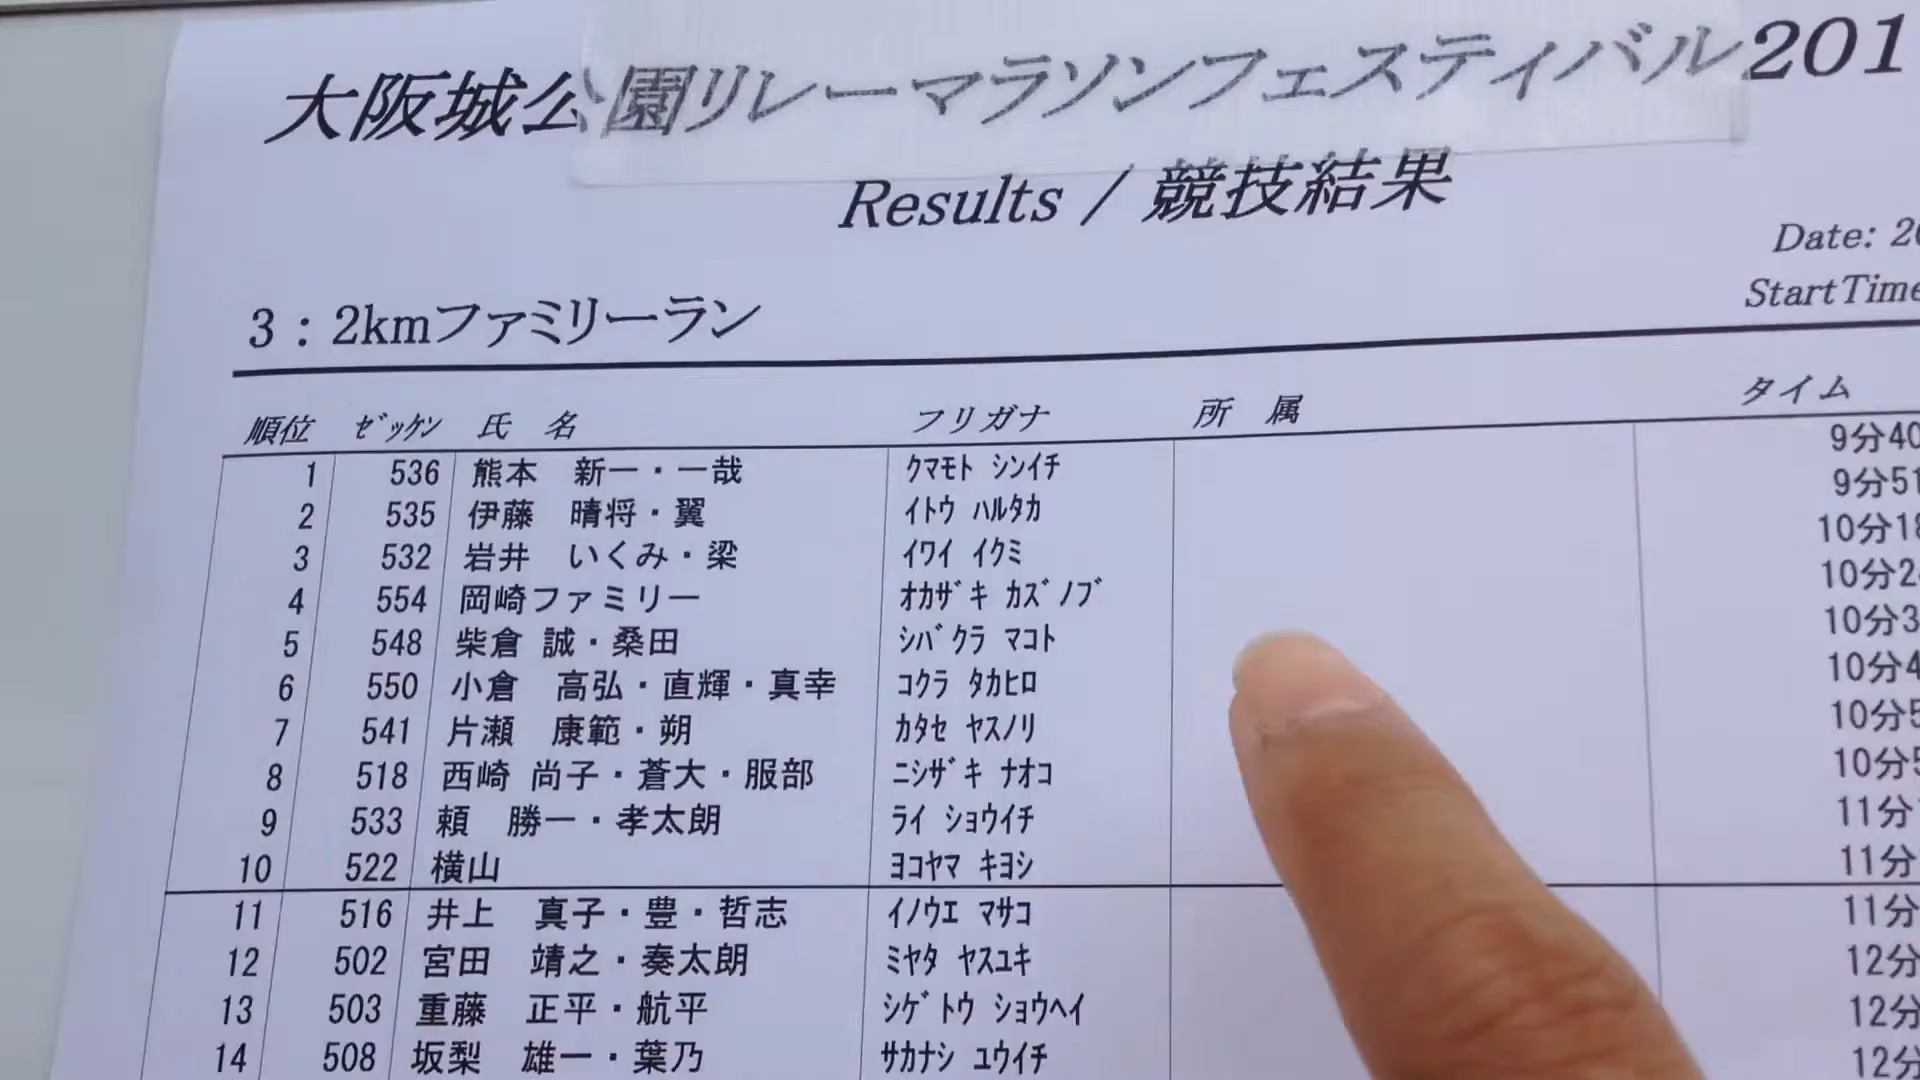 大阪城公園リレーマラソンフェスティバル201
Results / 競技結果
Date: 20
StartTime
3：2kmファミリーラン
順位 ｾﾞｯｹﾝ 氏 名 フリガナ 所 属 タイム
1 536 熊本 新一・一哉 ｸﾏﾓﾄ ｼﾝｲﾁ 9分40
2 535 伊藤 晴将・翼 ｲﾄｳ ﾊﾙﾀｶ 9分51
3 532 岩井 いくみ・梁 ｲﾜｲ ｲｸﾐ 10分18
4 554 岡崎ファミリー ｵｶｻﾞｷ ｶｽﾞﾉﾌﾞ 10分2
5 548 柴倉 誠・桑田 ｼﾊﾞｸﾗ ﾏｺﾄ 10分3
6 550 小倉 高弘・直輝・真幸 ｺｸﾗ ﾀｶﾋﾛ 10分4
7 541 片瀬 康範・朔 ｶﾀｾ ﾔｽﾉﾘ 10分5
8 518 西崎 尚子・蒼大・服部 ﾆｼｻﾞｷ ﾅｵｺ 10分5
9 533 頼 勝一・孝太朗 ﾗｲ ｼｮｳｲﾁ 11分
10 522 横山 ﾖｺﾔﾏ ｷﾖｼ 11分
11 516 井上 真子・豊・哲志 ｲﾉｳｴ ﾏｻｺ 11分
12 502 宮田 靖之・奏太朗 ﾐﾔﾀ ﾔｽﾕｷ 12分
13 503 重藤 正平・航平 ｼｹﾞﾄｳ ｼｮｳﾍｲ 12分
14 508 坂梨 雄一・葉乃 ｻｶﾅｼ ﾕｳｲﾁ 12分